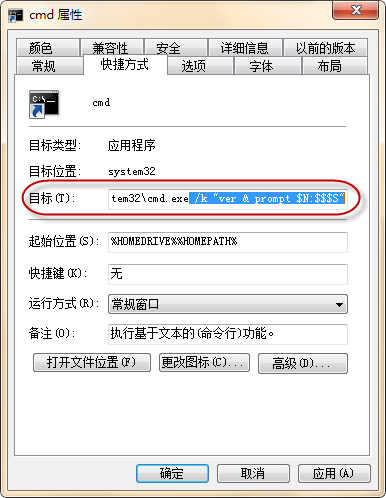 cmd 属性
颜色 兼容性 安全 详细信息 以前的版本
常规 快捷方式 选项 字体 布局
C:\
cmd
目标类型: 应用程序
目标位置: system32
目标(T): tem32\cmd.exe /k "ver & prompt $N:$$$S"
起始位置(S): %HOMEDRIVE%%HOMEPATH%
快捷键(K): 无
运行方式(R): 常规窗口
备注(O): 执行基于文本的(命令行)功能。
打开文件位置(F) 更改图标(C)... 高级(D)...
确定 取消 应用(A)